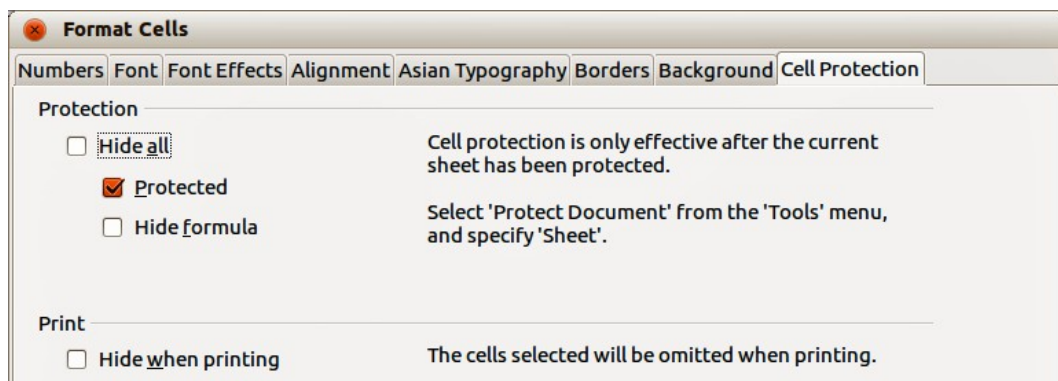 Format Cells
Numbers Font Font Effects Alignment Asian Typography Borders Background Cell Protection
Protection
Hide all
Cell protection is only effective after the current
sheet has been protected.
Protected
Select 'Protect Document' from the 'Tools' menu,
and specify 'Sheet'.
Hide formula
Print
Hide when printing
The cells selected will be omitted when printing.